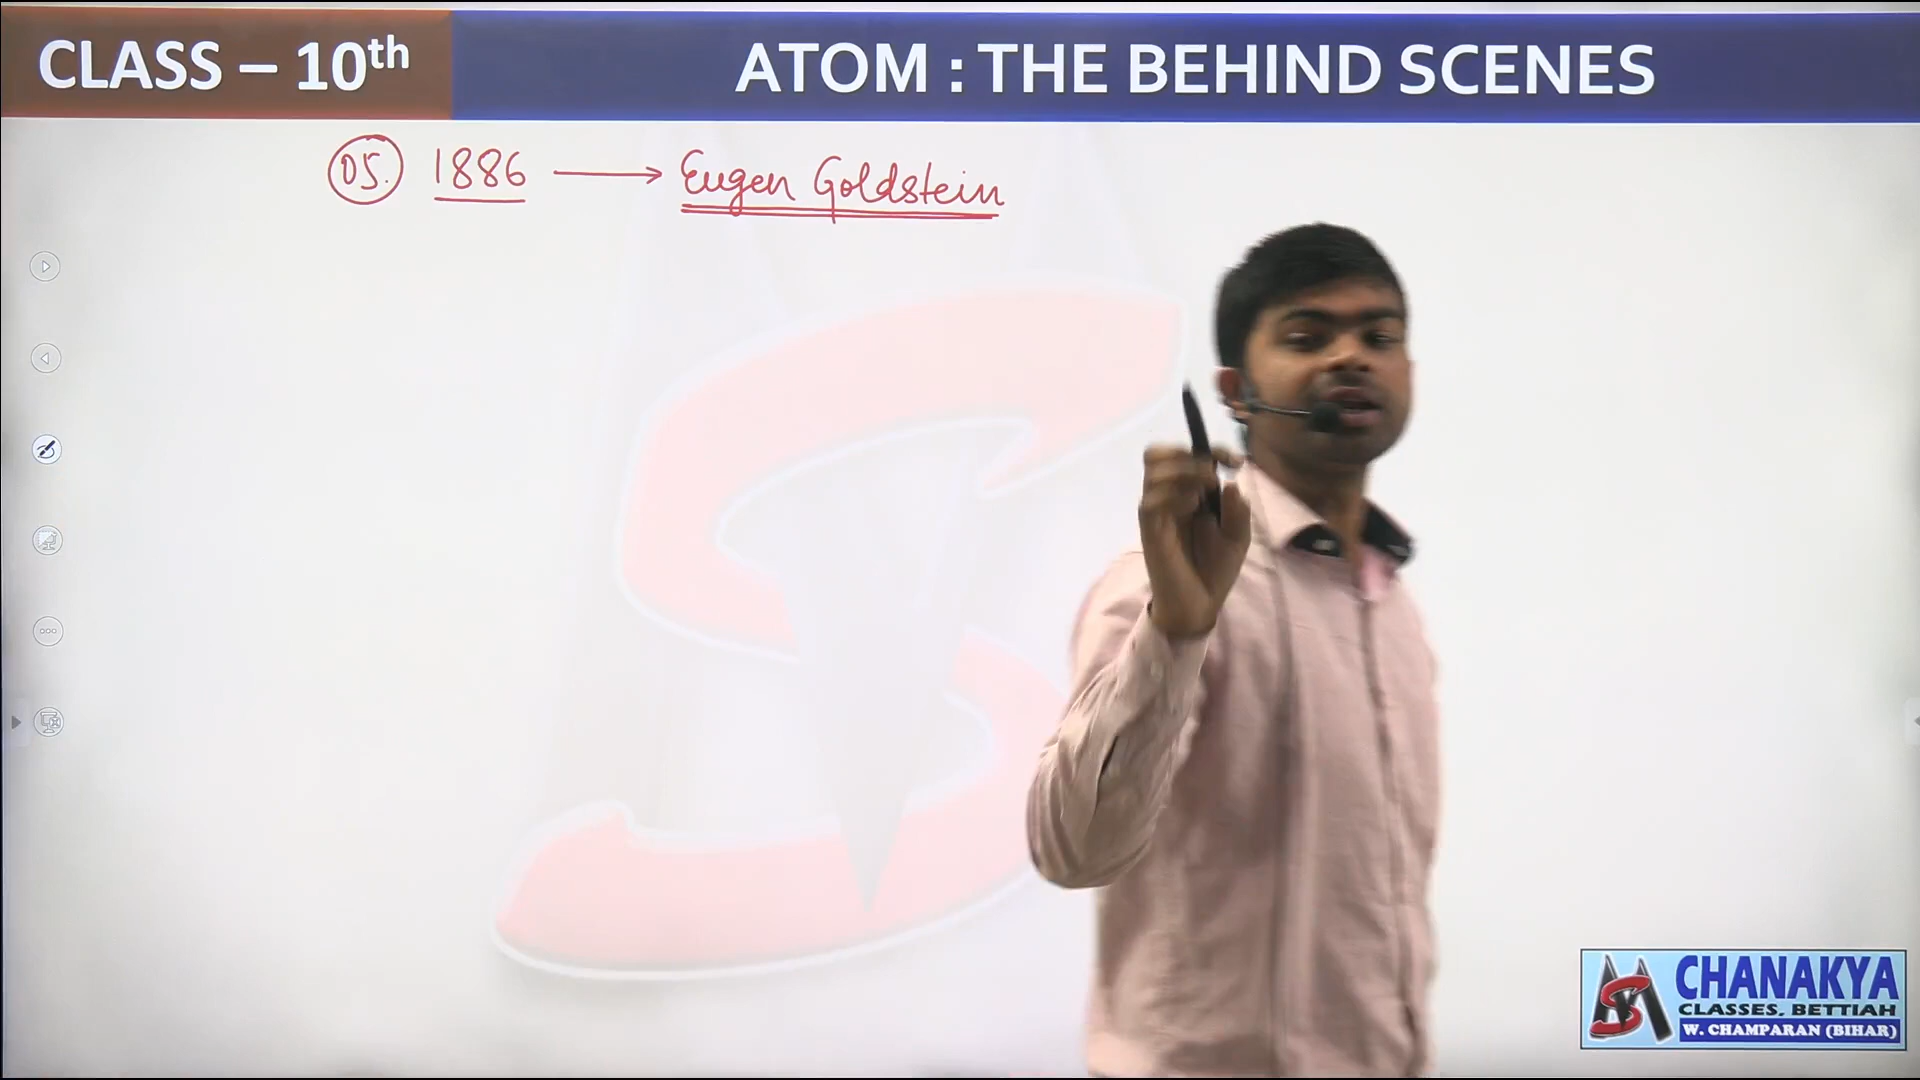 CLASS – 10th
ATOM : THE BEHIND SCENES
05. 1886 → Eugen Goldstein
CHANAKYA
CLASSES, BETTIAH
W. CHAMPARAN (BIHAR)